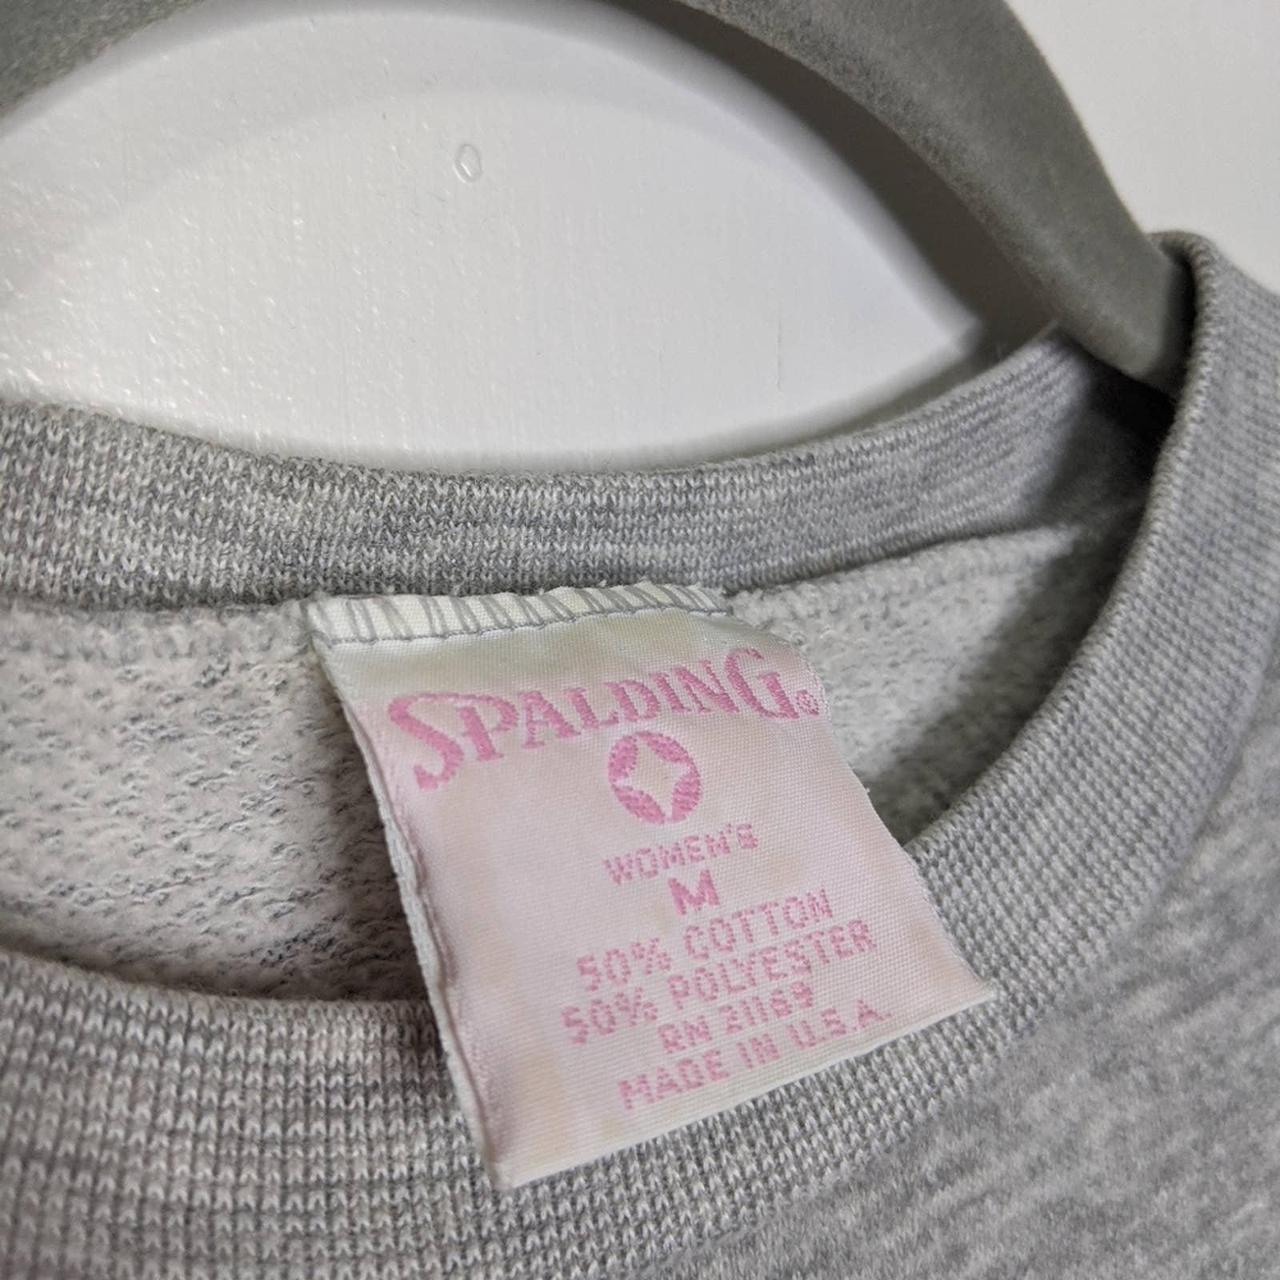 SPALDING®
WOMEN'S
M
50% COTTON
50% POLYESTER
RN 21169
MADE IN U.S.A.